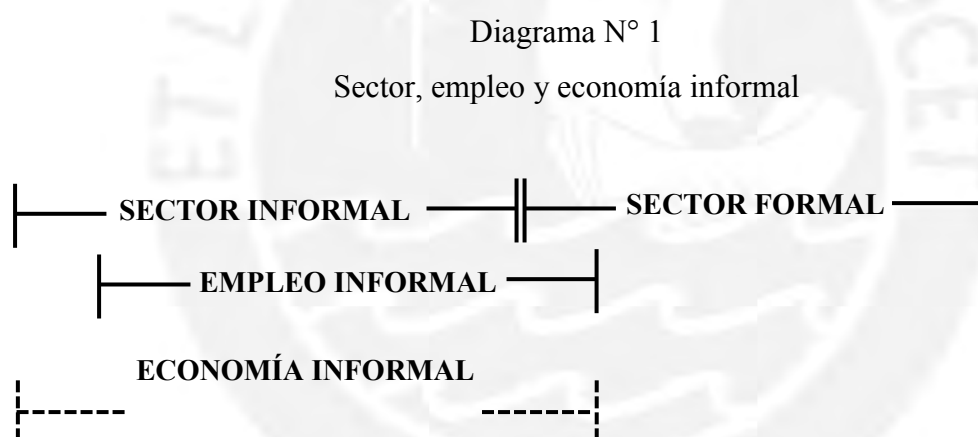 Diagrama N° 1
Sector, empleo y economía informal
SECTOR INFORMAL SECTOR FORMAL
EMPLEO INFORMAL
ECONOMÍA INFORMAL